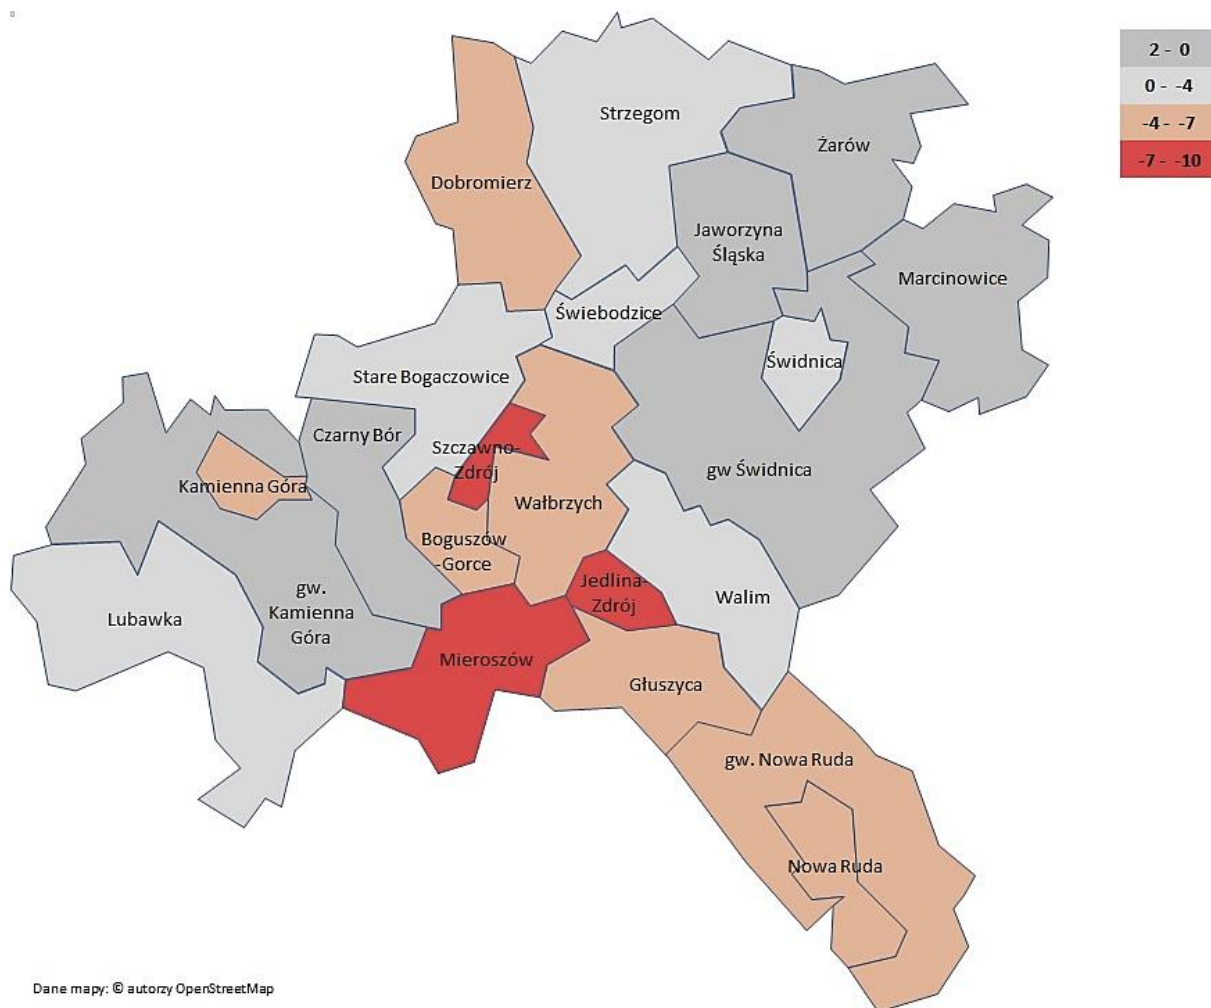 2 - 0
0 - -4
-4 - -7
-7 - -10
Strzegom
Żarów
Dobromierz
Jaworzyna
Śląska
Marcinowice
Świebodzice
Świdnica
Stare Bogaczowice
Czarny Bór
Szczawno-
Zdrój
gw Świdnica
Kamienna Góra
Wałbrzych
Boguszów
-Gorce
Jedlina-
Zdrój
Walim
gw.
Kamienna
Góra
Lubawka
Mieroszów
Głuszyca
gw. Nowa Ruda
Nowa Ruda
Dane mapy: © autorzy OpenStreetMap